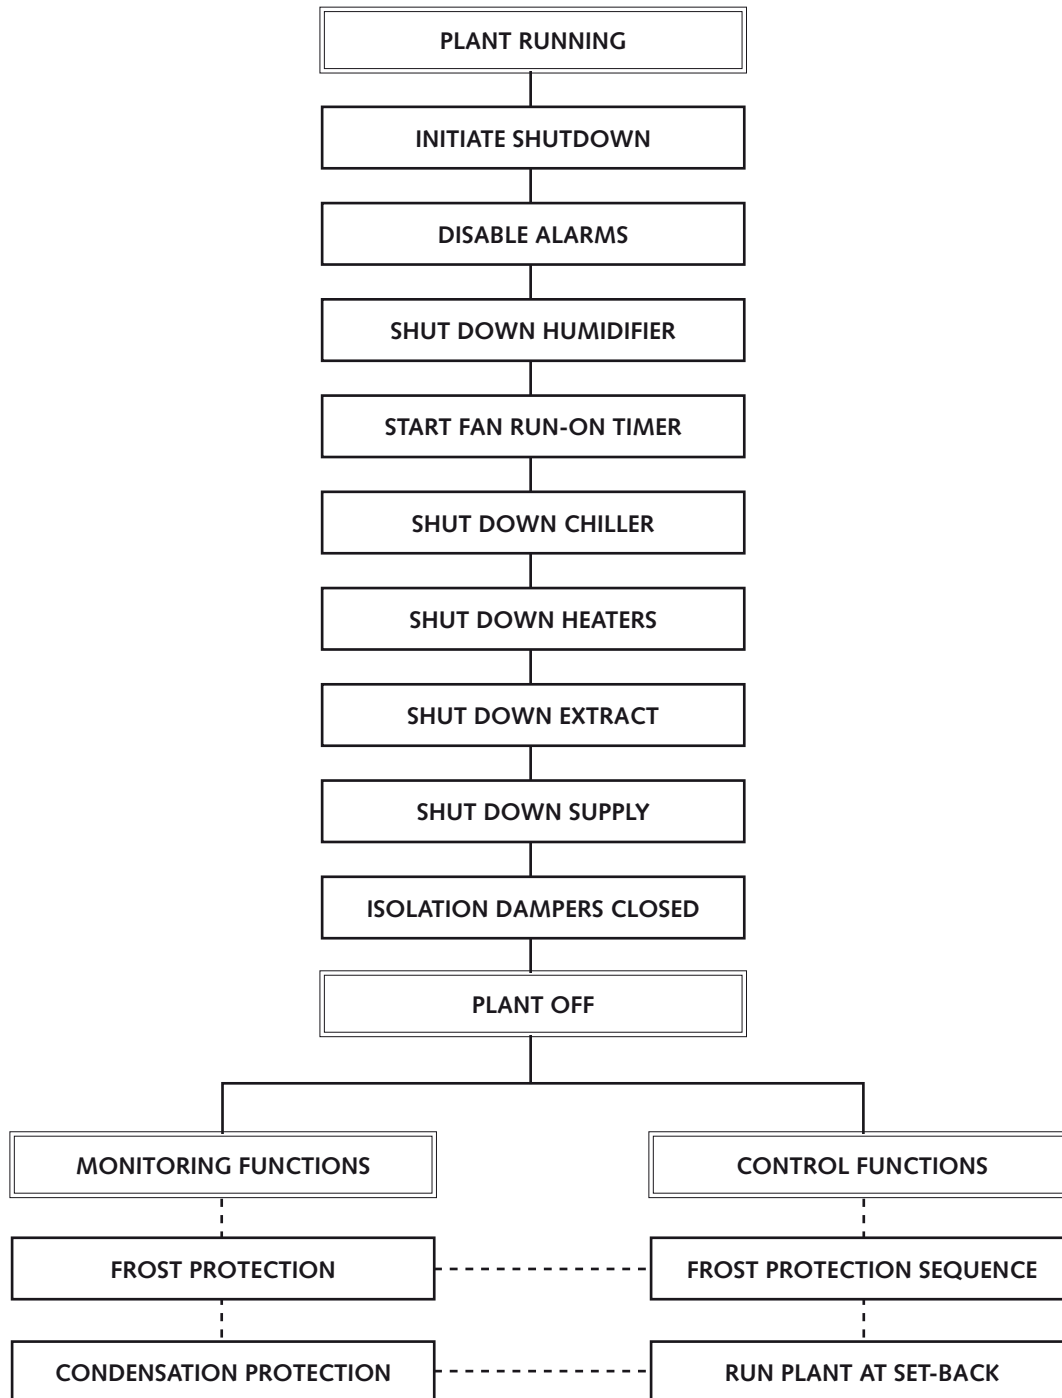 PLANT RUNNING
INITIATE SHUTDOWN
DISABLE ALARMS
SHUT DOWN HUMIDIFIER
START FAN RUN-ON TIMER
SHUT DOWN CHILLER
SHUT DOWN HEATERS
SHUT DOWN EXTRACT
SHUT DOWN SUPPLY
ISOLATION DAMPERS CLOSED
PLANT OFF
MONITORING FUNCTIONS
CONTROL FUNCTIONS
FROST PROTECTION
FROST PROTECTION SEQUENCE
CONDENSATION PROTECTION
RUN PLANT AT SET-BACK